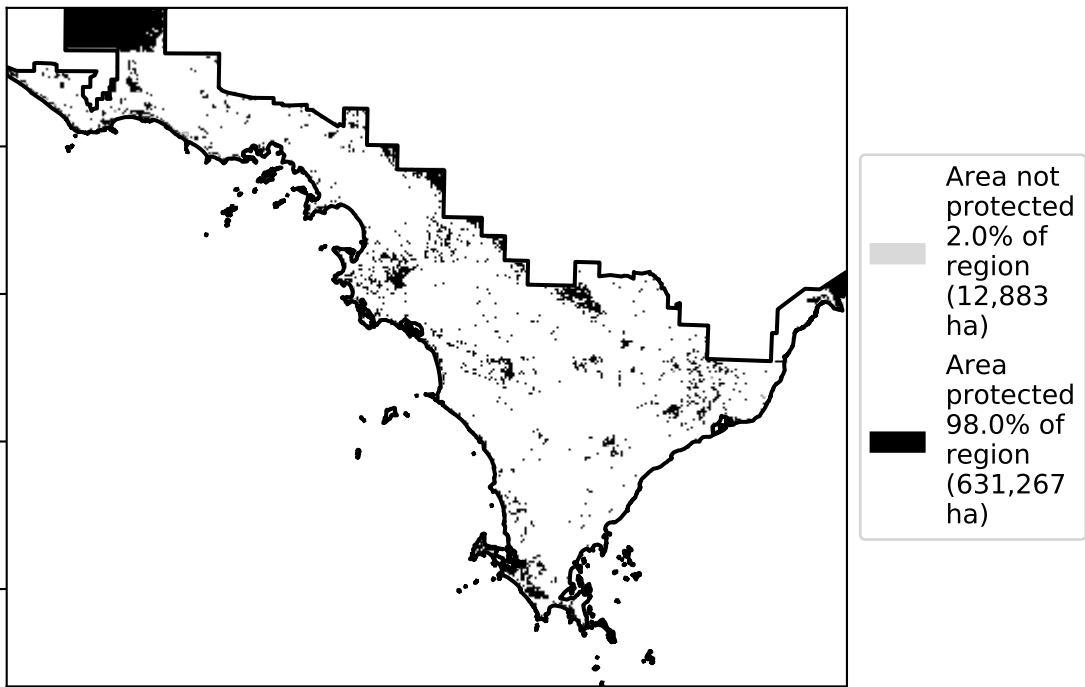 Area not
protected
2.0% of
region
(12,883
ha)
Area
protected
98.0% of
region
(631,267
ha)